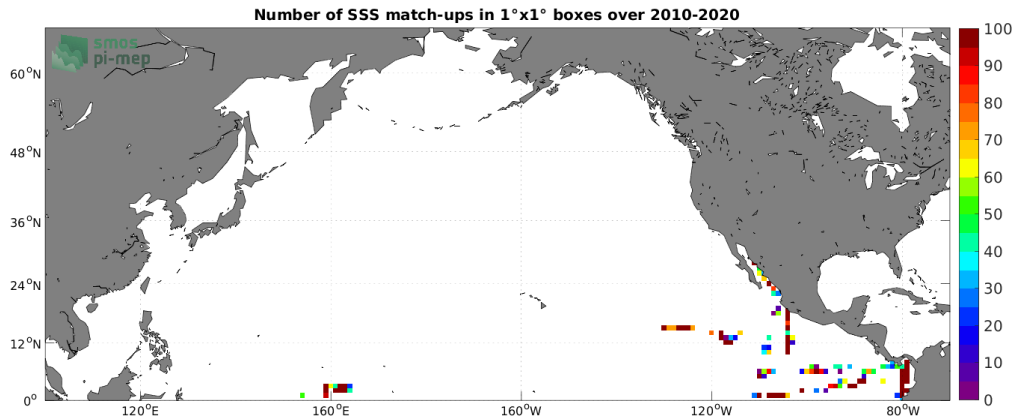 Number of SSS match-ups in 1°x1° boxes over 2010-2020
smos
pi-mep
60°N
48°N
36°N
24°N
12°N
0°
120°E
160°E
160°W
120°W
80°W
100
90
80
70
60
50
40
30
20
10
0